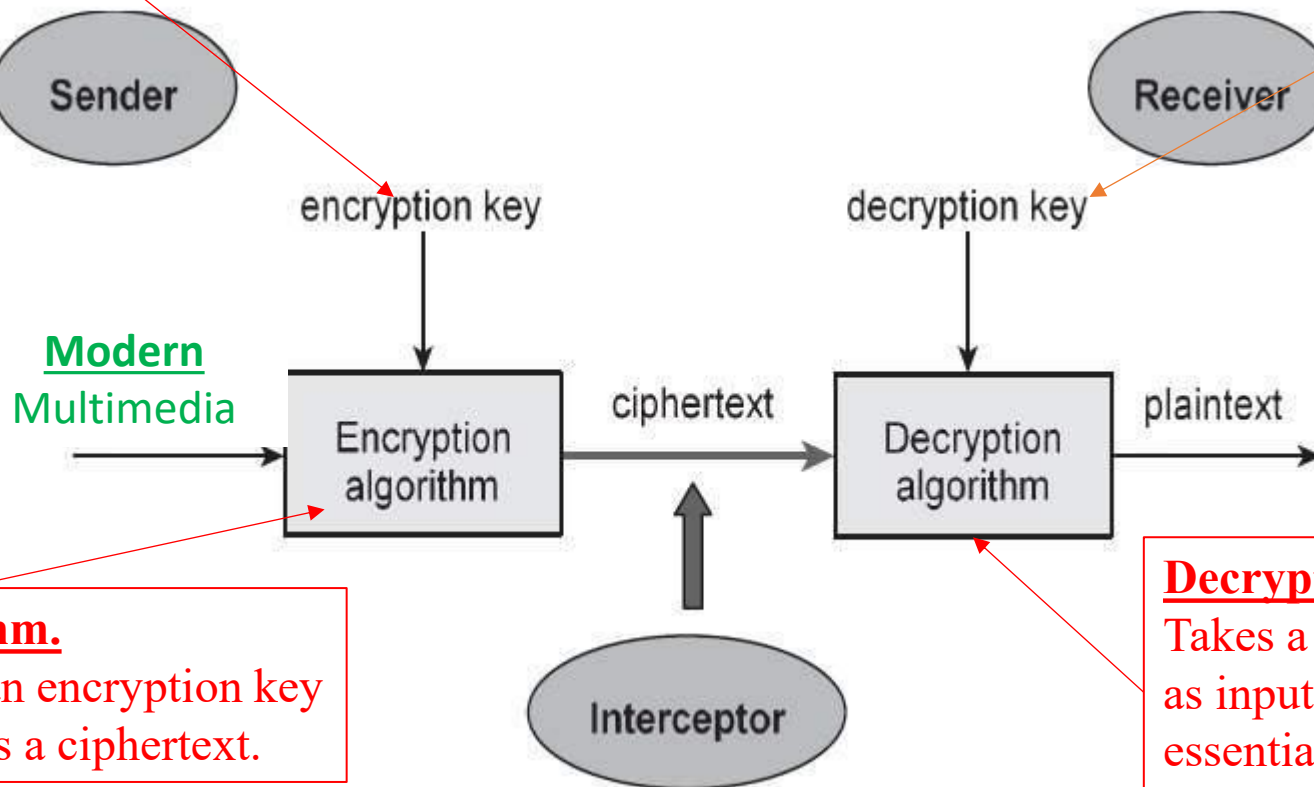 Sender
Receiver
encryption key
decryption key
Modern
Multimedia
ciphertext
plaintext
Encryption
algorithm
Decryption
algorithm
hm.
n encryption key
s a ciphertext.
Interceptor
Decryp
Takes a
as input
essentia